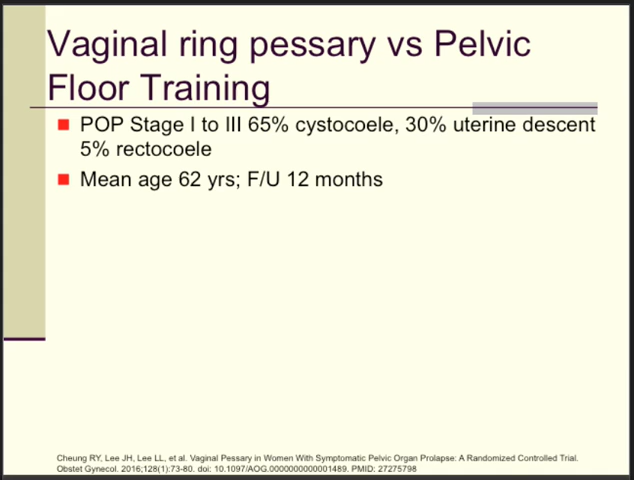 Vaginal ring pessary vs Pelvic
Floor Training
POP Stage I to III 65% cystocoele, 30% uterine descent
5% rectocoele
Mean age 62 yrs; F/U 12 months
Cheung RY, Lee JH, Lee LL, et al. Vaginal Pessary in Women With Symptomatic Pelvic Organ Prolapse: A Randomized Controlled Trial.
Obstet Gynecol. 2016;128(1):73-80. doi: 10.1097/AOG.0000000000001489. PMID: 27275798